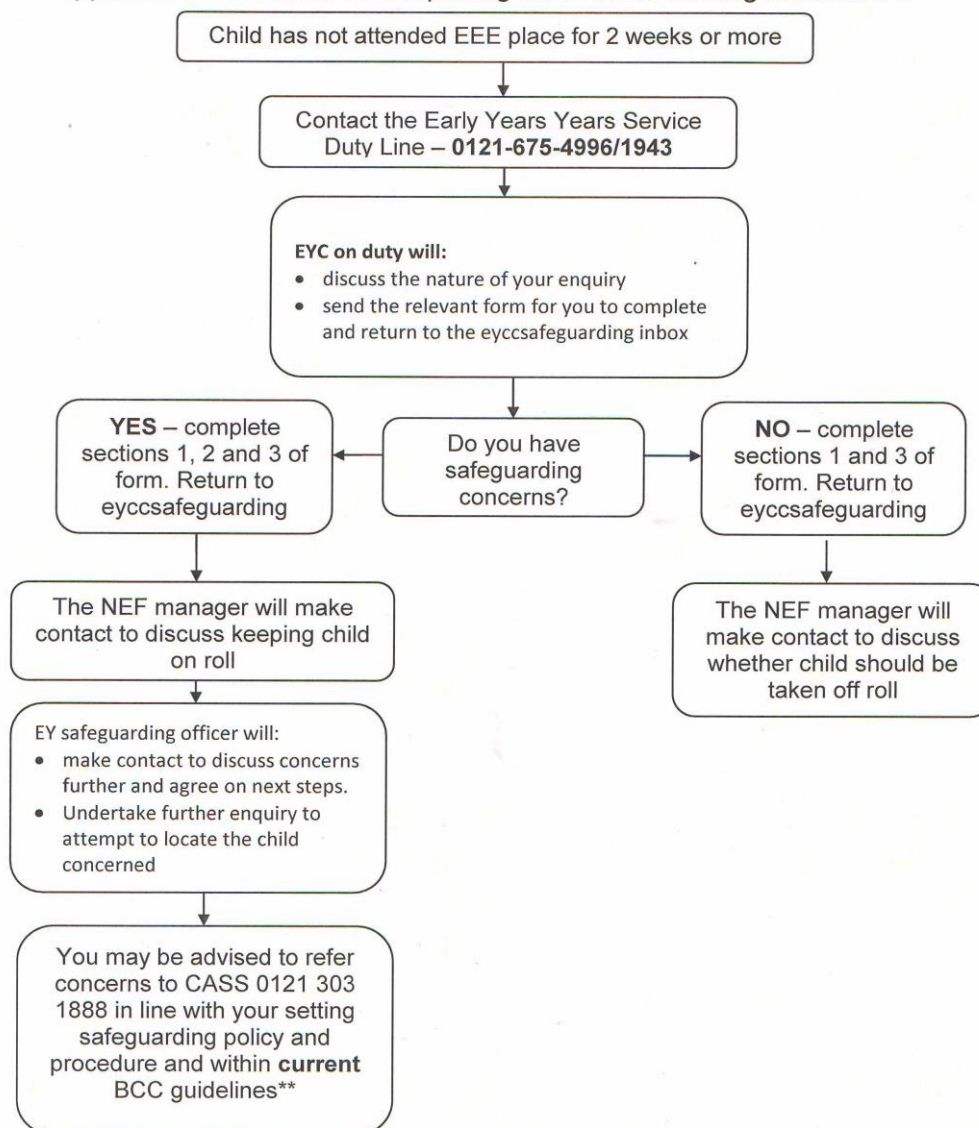 Child has not attended EEE place for 2 weeks or more
Contact the Early Years Years Service
Duty Line – 0121-675-4996/1943
EYC on duty will:
• discuss the nature of your enquiry
• send the relevant form for you to complete
and return to the eyccsafeguarding inbox
Do you have
safeguarding
concerns?
YES – complete
sections 1, 2 and 3 of
form. Return to
eyccsafeguarding
NO – complete
sections 1 and 3 of
form. Return to
eyccsafeguarding
The NEF manager will make
contact to discuss keeping child
on roll
The NEF manager will
make contact to discuss
whether child should be
taken off roll
EY safeguarding officer will:
• make contact to discuss concerns
further and agree on next steps.
• Undertake further enquiry to
attempt to locate the child
concerned
You may be advised to refer
concerns to CASS 0121 303
1888 in line with your setting
safeguarding policy and
procedure and within current
BCC guidelines**